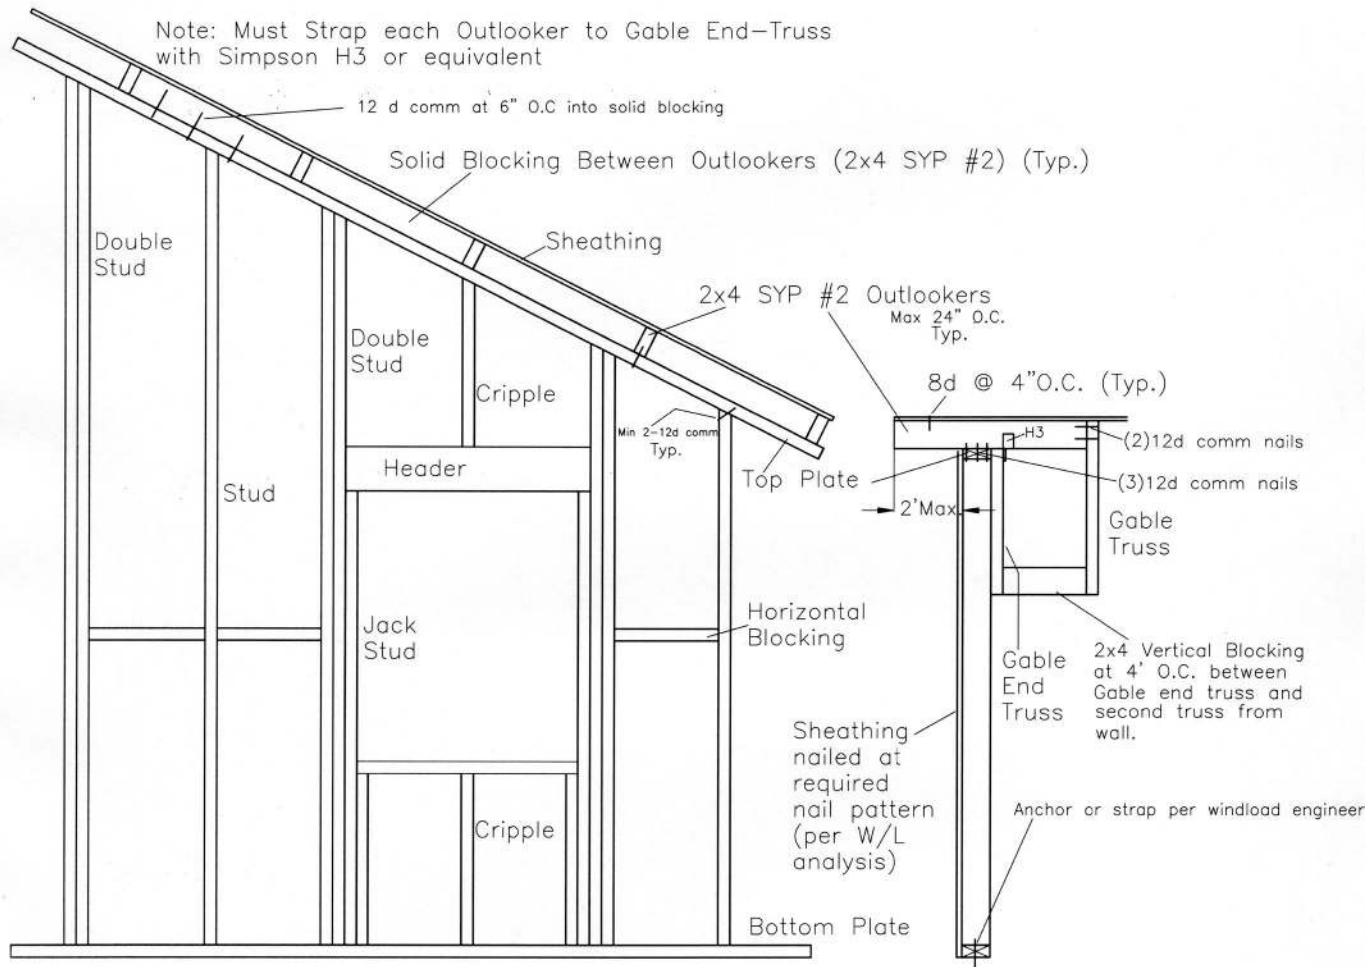 Note: Must Strap each Outlooker to Gable End-Truss
with Simpson H3 or equivalent
12 d comm at 6" O.C into solid blocking
Solid Blocking Between Outlookers (2x4 SYP #2) (Typ.)
Double
Stud
Sheathing
2x4 SYP #2 Outlookers
Max 24" O.C.
Typ.
Double
Stud
Cripple
8d @ 4"O.C. (Typ.)
Min 2-12d comm
Typ.
H3
(2)12d comm nails
Header
Top Plate
(3)12d comm nails
Stud
2'Max.
Gable
Truss
Jack
Stud
Horizontal
Blocking
Gable
End
Truss
2x4 Vertical Blocking
at 4' O.C. between
Gable end truss and
second truss from
wall.
Sheathing
nailed at
required
nail pattern
(per W/L
analysis)
Cripple
Anchor or strap per windload engineer
Bottom Plate